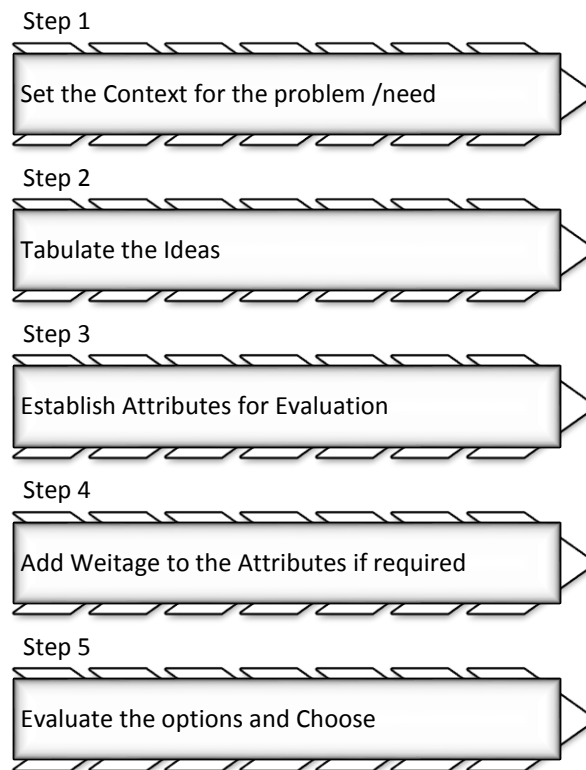 Step 1
Set the Context for the problem /need
Step 2
Tabulate the Ideas
Step 3
Establish Attributes for Evaluation
Step 4
Add Weitage to the Attributes if required
Step 5
Evaluate the options and Choose